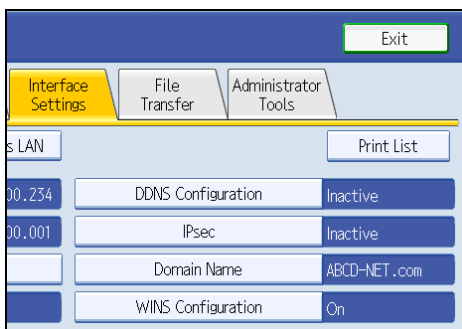 Exit
Interface Settings
File Transfer
Administrator Tools
s LAN
Print List
00.234
DDNS Configuration
Inactive
00.001
IPsec
Inactive
Domain Name
ABCD-NET.com
WINS Configuration
On